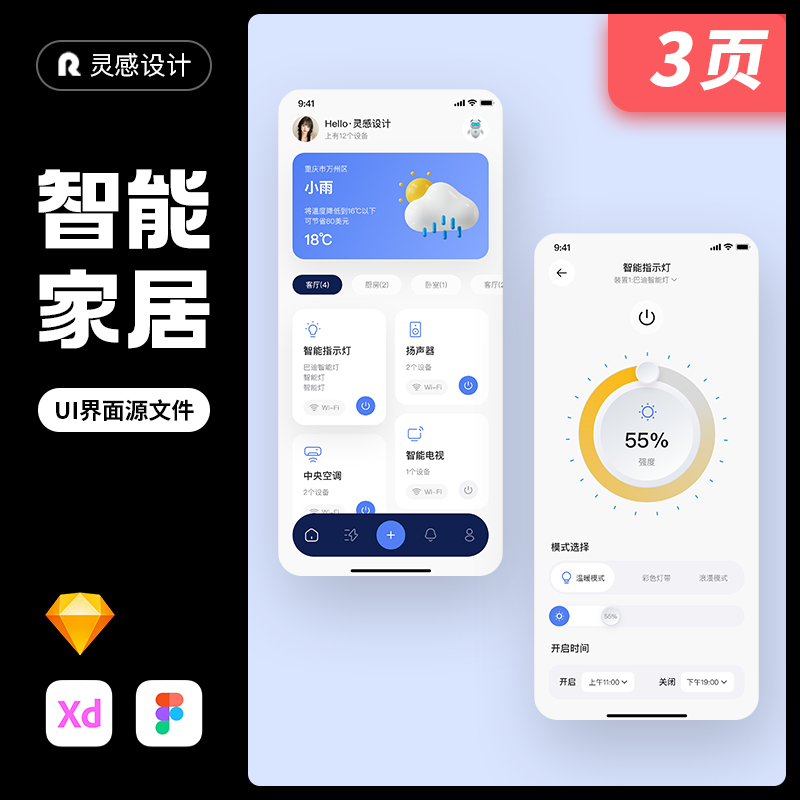 灵感设计
智能
家居
UI界面源文件
Xd
3页
9:41
Hello·灵感设计
上有12个设备
重庆市万州区
小雨
将温度降低到16℃以下
可节省80美元
18℃
客厅(4)
厨房(2)
卧室(1)
客厅(2
智能指示灯
巴迪智能灯
智能灯
智能灯
Wi-Fi
扬声器
2个设备
Wi-Fi
中央空调
2个设备
Wi-Fi
智能电视
1个设备
Wi-Fi
9:41
智能指示灯
装置1:巴迪智能灯
55%
强度
模式选择
温暖模式
彩色灯带
浪漫模式
55%
开启时间
开启
上午11:00
关闭
下午19:00